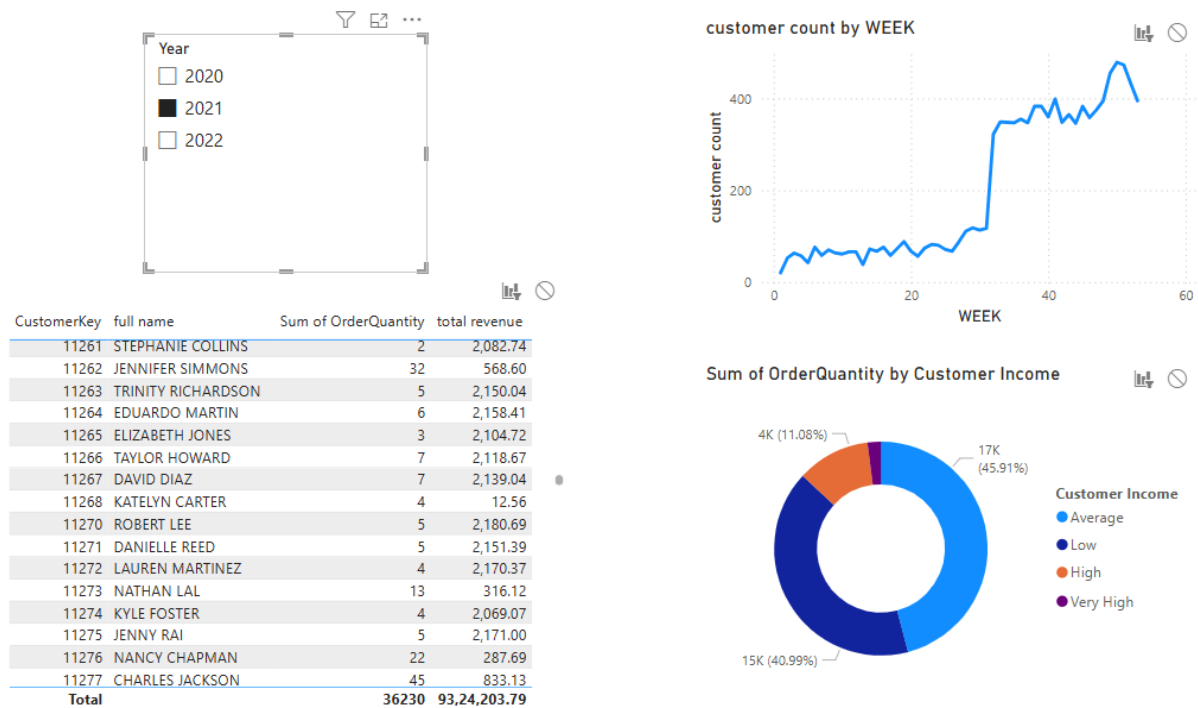 Year
2020
2021
2022
CustomerKey full name Sum of OrderQuantity total revenue
11261 STEPHANIE COLLINS 2 2,082.74
11262 JENNIFER SIMMONS 32 568.60
11263 TRINITY RICHARDSON 5 2,150.04
11264 EDUARDO MARTIN 6 2,158.41
11265 ELIZABETH JONES 3 2,104.72
11266 TAYLOR HOWARD 7 2,118.67
11267 DAVID DIAZ 7 2,139.04
11268 KATELYN CARTER 4 12.56
11270 ROBERT LEE 5 2,180.69
11271 DANIELLE REED 5 2,151.39
11272 LAUREN MARTINEZ 4 2,170.37
11273 NATHAN LAL 13 316.12
11274 KYLE FOSTER 4 2,069.07
11275 JENNY RAI 5 2,171.00
11276 NANCY CHAPMAN 22 287.69
11277 CHARLES JACKSON 45 833.13
Total 36230 93,24,203.79
customer count by WEEK
customer count
400
200
0
0 20 40 60
WEEK
Sum of OrderQuantity by Customer Income
4K (11.08%)
17K
(45.91%)
15K (40.99%)
Customer Income
Average
Low
High
Very High